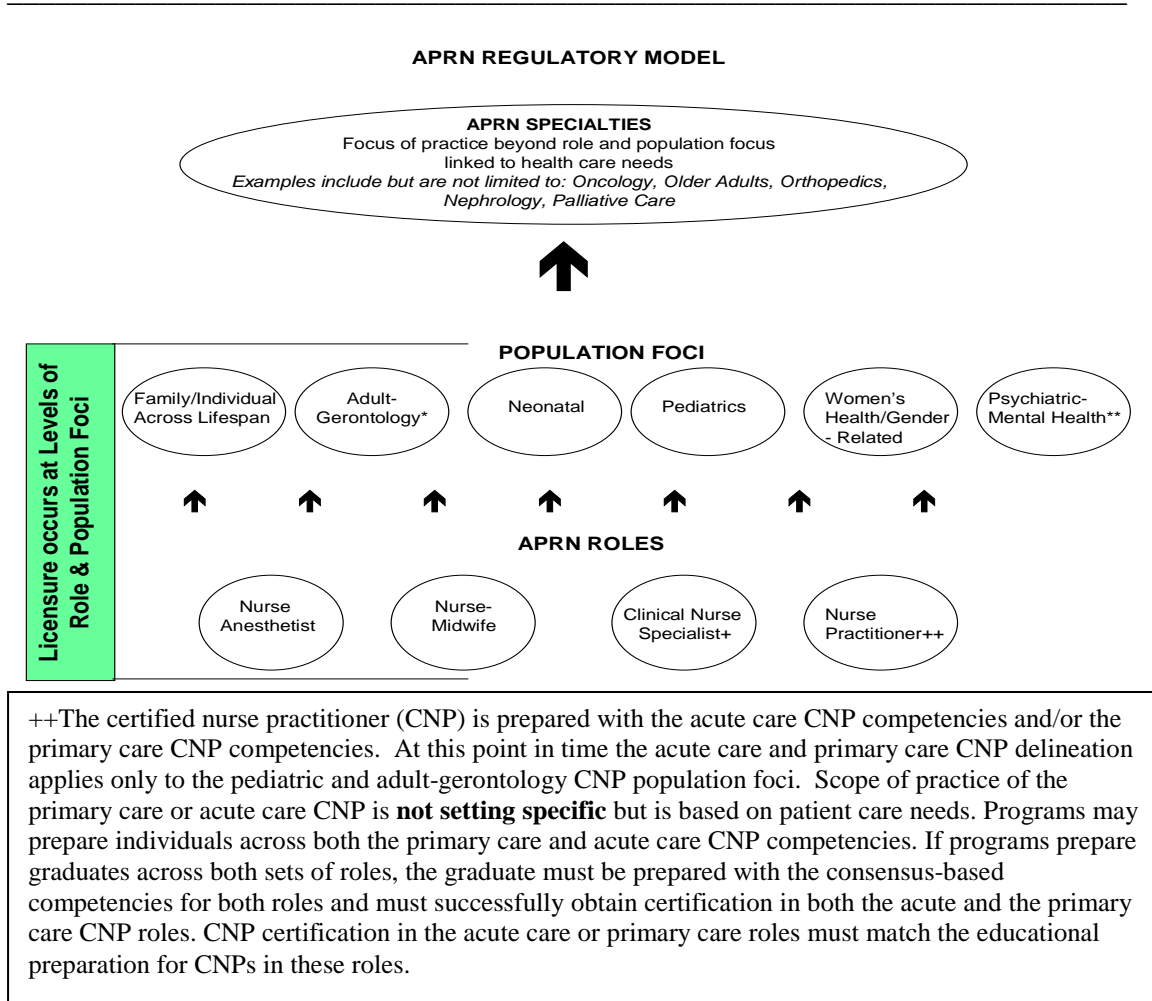 APRN REGULATORY MODEL
APRN SPECIALTIES
Focus of practice beyond role and population focus
linked to health care needs
Examples include but are not limited to: Oncology, Older Adults, Orthopedics,
Nephrology, Palliative Care
Licensure occurs at Levels of
Role & Population Foci
POPULATION FOCI
Family/Individual
Across Lifespan
Adult-
Gerontology*
Neonatal
Pediatrics
Women's
Health/Gender
- Related
Psychiatric-
Mental Health**
APRN ROLES
Nurse
Anesthetist
Nurse-
Midwife
Clinical Nurse
Specialist+
Nurse
Practitioner++
++The certified nurse practitioner (CNP) is prepared with the acute care CNP competencies and/or the
primary care CNP competencies.  At this point in time the acute care and primary care CNP delineation
applies only to the pediatric and adult-gerontology CNP population foci.  Scope of practice of the
primary care or acute care CNP is not setting specific but is based on patient care needs. Programs may
prepare individuals across both the primary care and acute care CNP competencies. If programs prepare
graduates across both sets of roles, the graduate must be prepared with the consensus-based
competencies for both roles and must successfully obtain certification in both the acute and the primary
care CNP roles. CNP certification in the acute care or primary care roles must match the educational
preparation for CNPs in these roles.